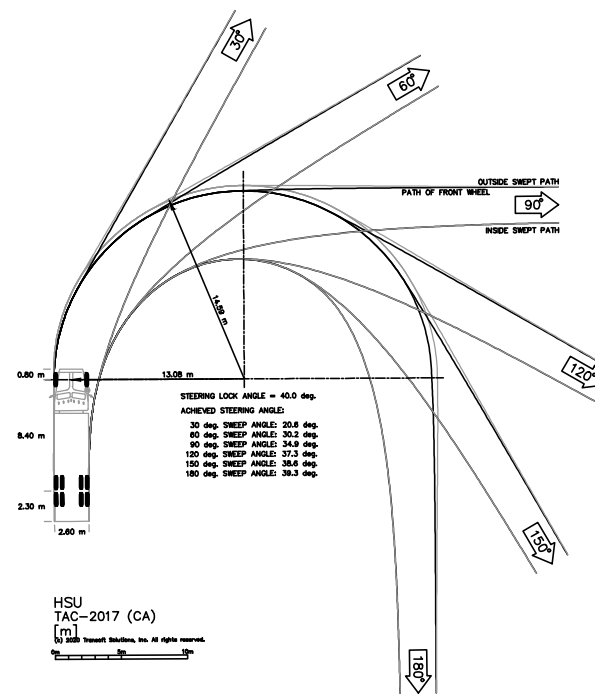 30°
60°
OUTSIDE SWEPT PATH
PATH OF FRONT WHEEL
90°
INSIDE SWEPT PATH
14.59 m
120°
0.80 m
13.08 m
STEERING LOCK ANGLE = 40.0 deg.
ACHIEVED STEERING ANGLE:
30 deg. SWEEP ANGLE: 20.6 deg.
60 deg. SWEEP ANGLE: 30.2 deg.
90 deg. SWEEP ANGLE: 34.9 deg.
120 deg. SWEEP ANGLE: 37.3 deg.
150 deg. SWEEP ANGLE: 38.6 deg.
180 deg. SWEEP ANGLE: 39.3 deg.
8.40 m
2.30 m
2.60 m
150°
HSU
TAC-2017 (CA)
[m]
(c) 2020 Transoft Solutions, Inc. All rights reserved.
0m 5m 10m
180°